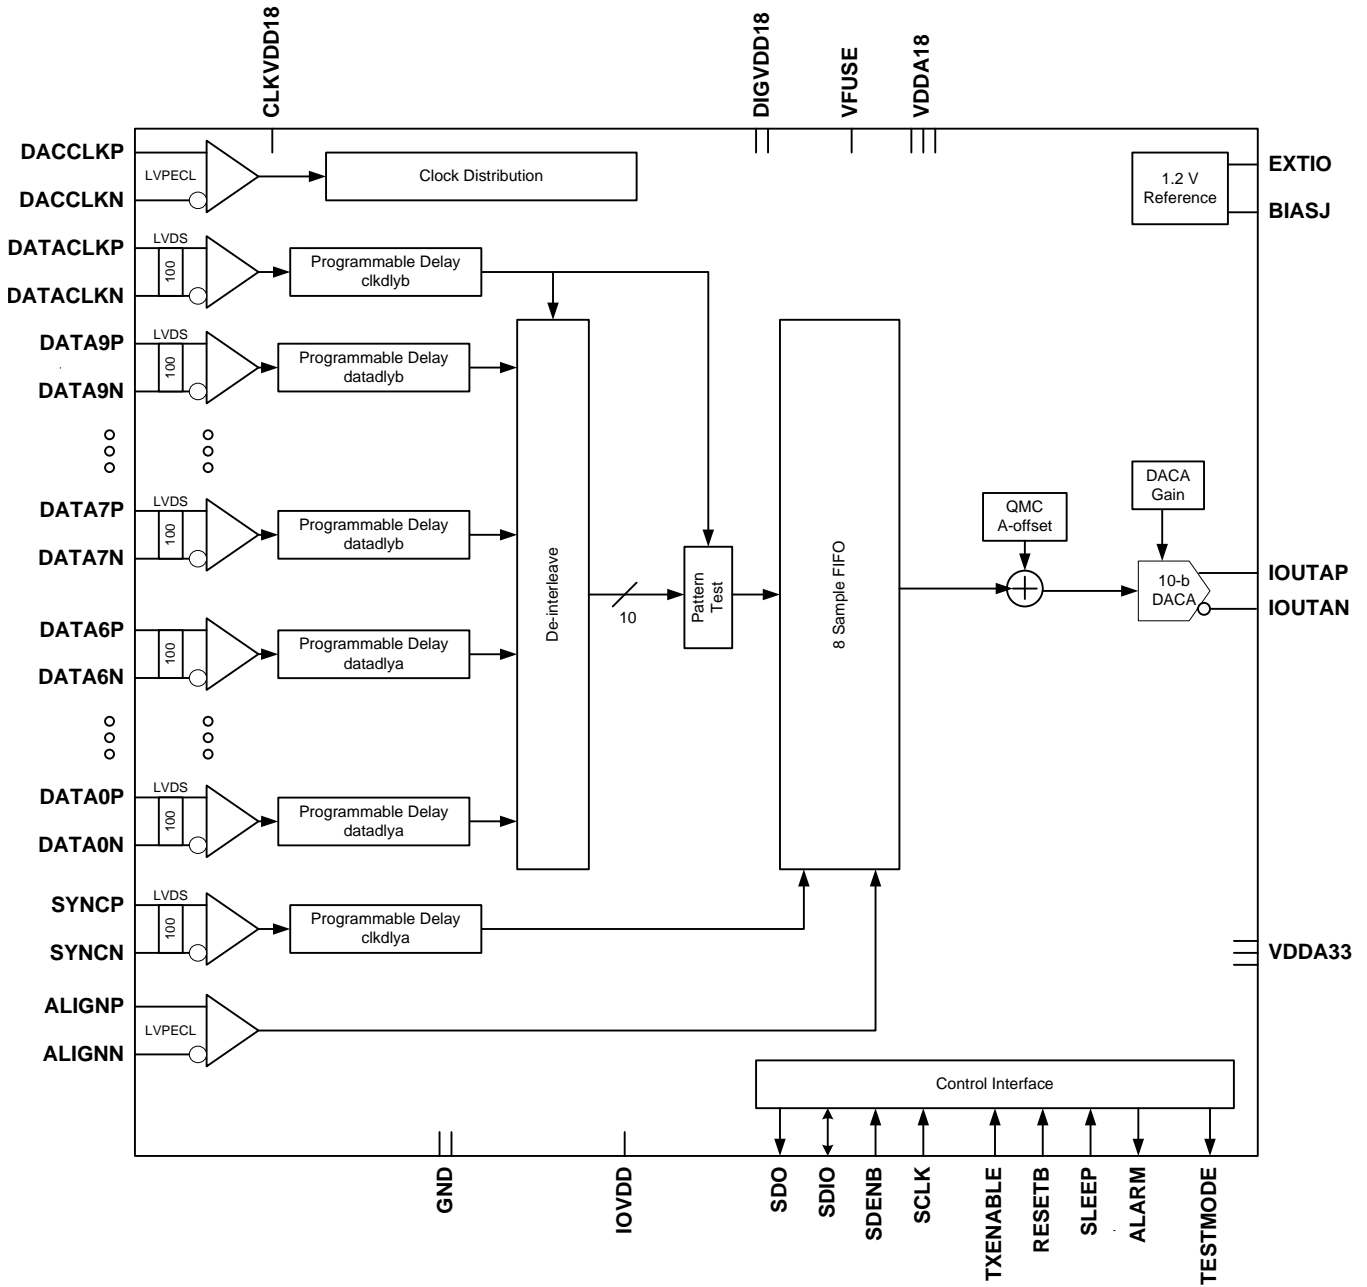 CLKVDD18
DIGVDD18
VFUSE
VDDA18
DACCLKP
LVPECL
DACCLKN
Clock Distribution
1.2 V
Reference
EXTIO
BIASJ
DATACLKP
LVDS
100
DATACLKN
Programmable Delay
clkdlyb
DATA9P
LVDS
100
DATA9N
Programmable Delay
datadlyb
DATA7P
LVDS
100
DATA7N
Programmable Delay
datadlyb
DATA6P
LVDS
100
DATA6N
Programmable Delay
datadlya
DATA0P
LVDS
100
DATA0N
Programmable Delay
datadlya
De-interleave
10
Pattern
Test
8 Sample FIFO
QMC
A-offset
DACA
Gain
10-b
DACA
IOUTAP
IOUTAN
SYNCP
LVDS
100
SYNCN
Programmable Delay
clkdlya
VDDA33
ALIGNP
LVPECL
ALIGNN
Control Interface
GND
IOVDD
SDO
SDIO
SDENB
SCLK
TXENABLE
RESETB
SLEEP
ALARM
TESTMODE